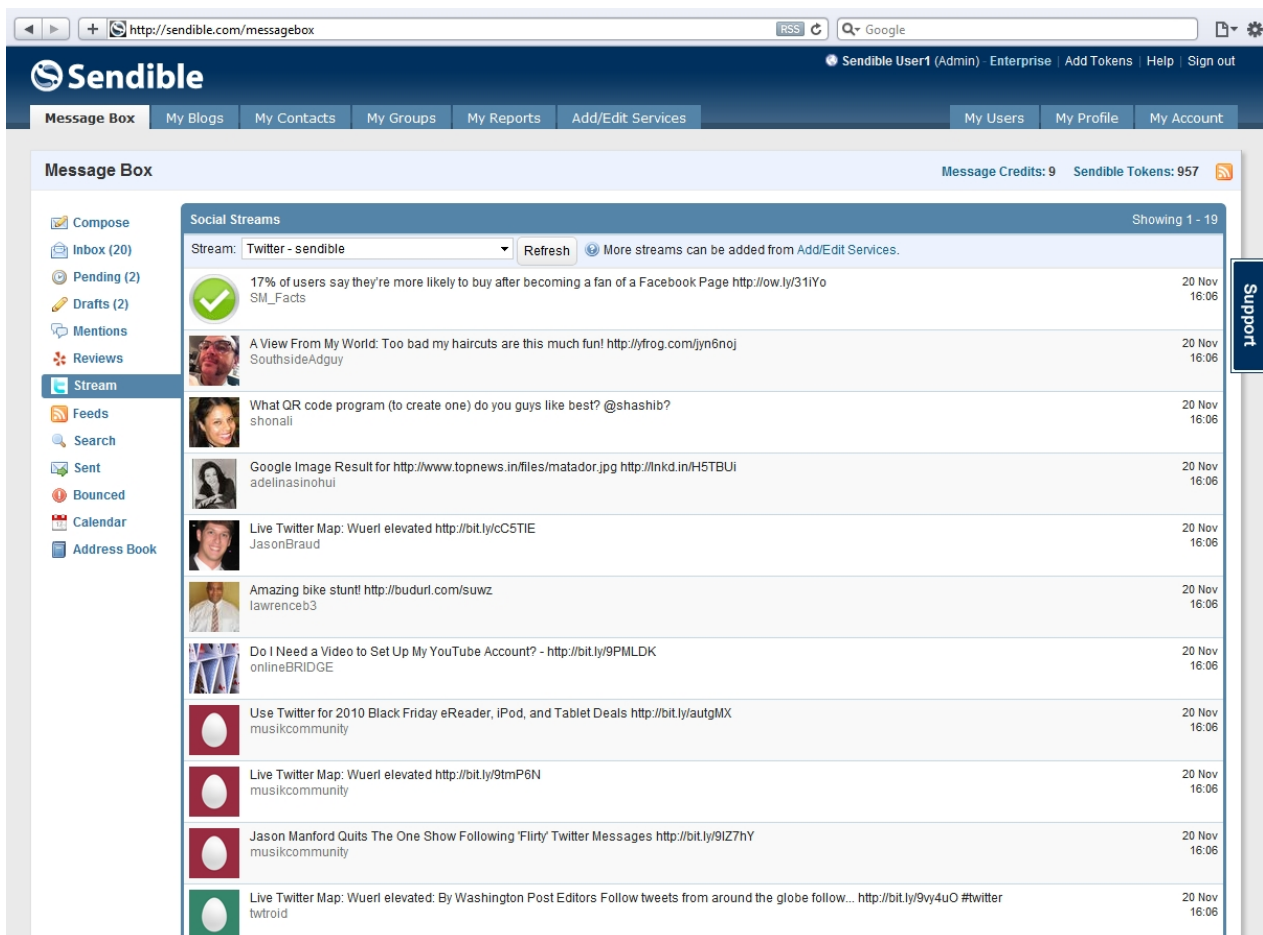 http://sendible.com/messagebox RSS Google
Sendible
Sendible User1 (Admin) - Enterprise | Add Tokens | Help | Sign out
Message Box My Blogs My Contacts My Groups My Reports Add/Edit Services My Users My Profile My Account
Message Box
Message Credits: 9 Sendible Tokens: 957
Compose
Inbox (20)
Pending (2)
Drafts (2)
Mentions
Reviews
Stream
Feeds
Search
Sent
Bounced
Calendar
Address Book
Social Streams Showing 1 - 19
Stream: Twitter - sendible Refresh More streams can be added from Add/Edit Services.
17% of users say they're more likely to buy after becoming a fan of a Facebook Page http://ow.ly/31iYo 20 Nov
SM_Facts 16:06
A View From My World: Too bad my haircuts are this much fun! http://yfrog.com/jyn6noj 20 Nov
SouthsideAdguy 16:06
What QR code program (to create one) do you guys like best? @shashib? 20 Nov
shonali 16:06
Google Image Result for http://www.topnews.in/files/matador.jpg http://lnkd.in/H5TBUi 20 Nov
adelinasinohui 16:06
Live Twitter Map: Wuerl elevated http://bit.ly/cC5TIE 20 Nov
JasonBraud 16:06
Amazing bike stunt! http://budurl.com/suwz 20 Nov
lawrenceb3 16:06
Do I Need a Video to Set Up My YouTube Account? - http://bit.ly/9PMLDK 20 Nov
onlineBRIDGE 16:06
Use Twitter for 2010 Black Friday eReader, iPod, and Tablet Deals http://bit.ly/autgMX 20 Nov
musikcommunity 16:06
Live Twitter Map: Wuerl elevated http://bit.ly/9tmP6N 20 Nov
musikcommunity 16:06
Jason Manford Quits The One Show Following 'Flirty' Twitter Messages http://bit.ly/9IZ7hY 20 Nov
musikcommunity 16:06
Live Twitter Map: Wuerl elevated: By Washington Post Editors Follow tweets from around the globe follow... http://bit.ly/9vy4uO #twitter 20 Nov
twtroid 16:06
Support